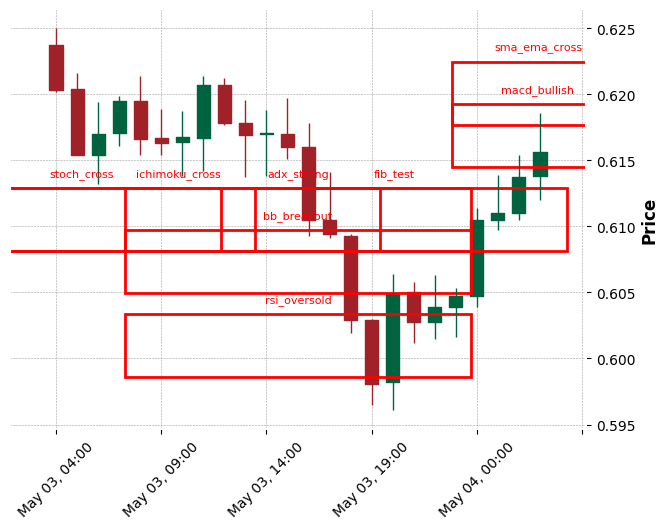 sma_ema_cross
macd_bullish
stoch_cross
ichimoku_cross
adx_strong
fib_test
bb_breakout
rsi_oversold
0.625
0.620
0.615
0.610
0.605
0.600
0.595
Price
May 03, 04:00
May 03, 09:00
May 03, 14:00
May 03, 19:00
May 04, 00:00